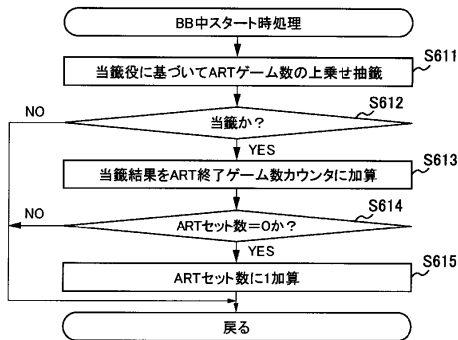 BB中スタート時処理
S611
当籤役に基づいてARTゲーム数の上乗せ抽籤
S612
NO
当籤か?
YES
S613
当籤結果をART終了ゲーム数カウンタに加算
S614
NO
ARTセット数=0か?
YES
S615
ARTセット数に1加算
戻る